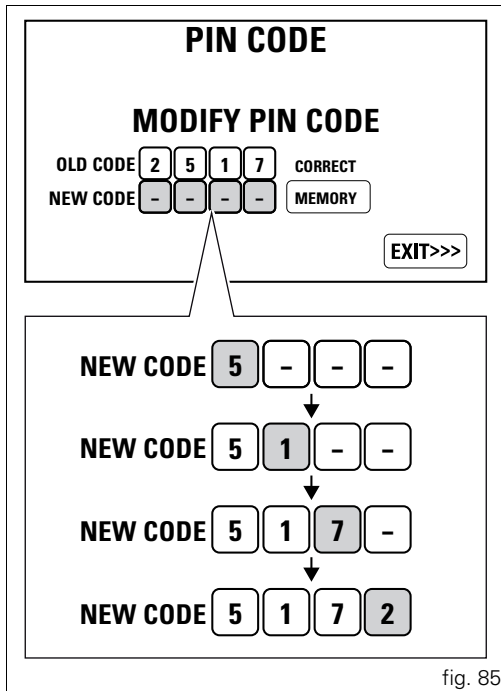 PIN CODE
MODIFY PIN CODE
OLD CODE 2 5 1 7 CORRECT
NEW CODE - - - - MEMORY
EXIT>>>
NEW CODE 5 - - -
NEW CODE 5 1 - -
NEW CODE 5 1 7 -
NEW CODE 5 1 7 2
fig. 85